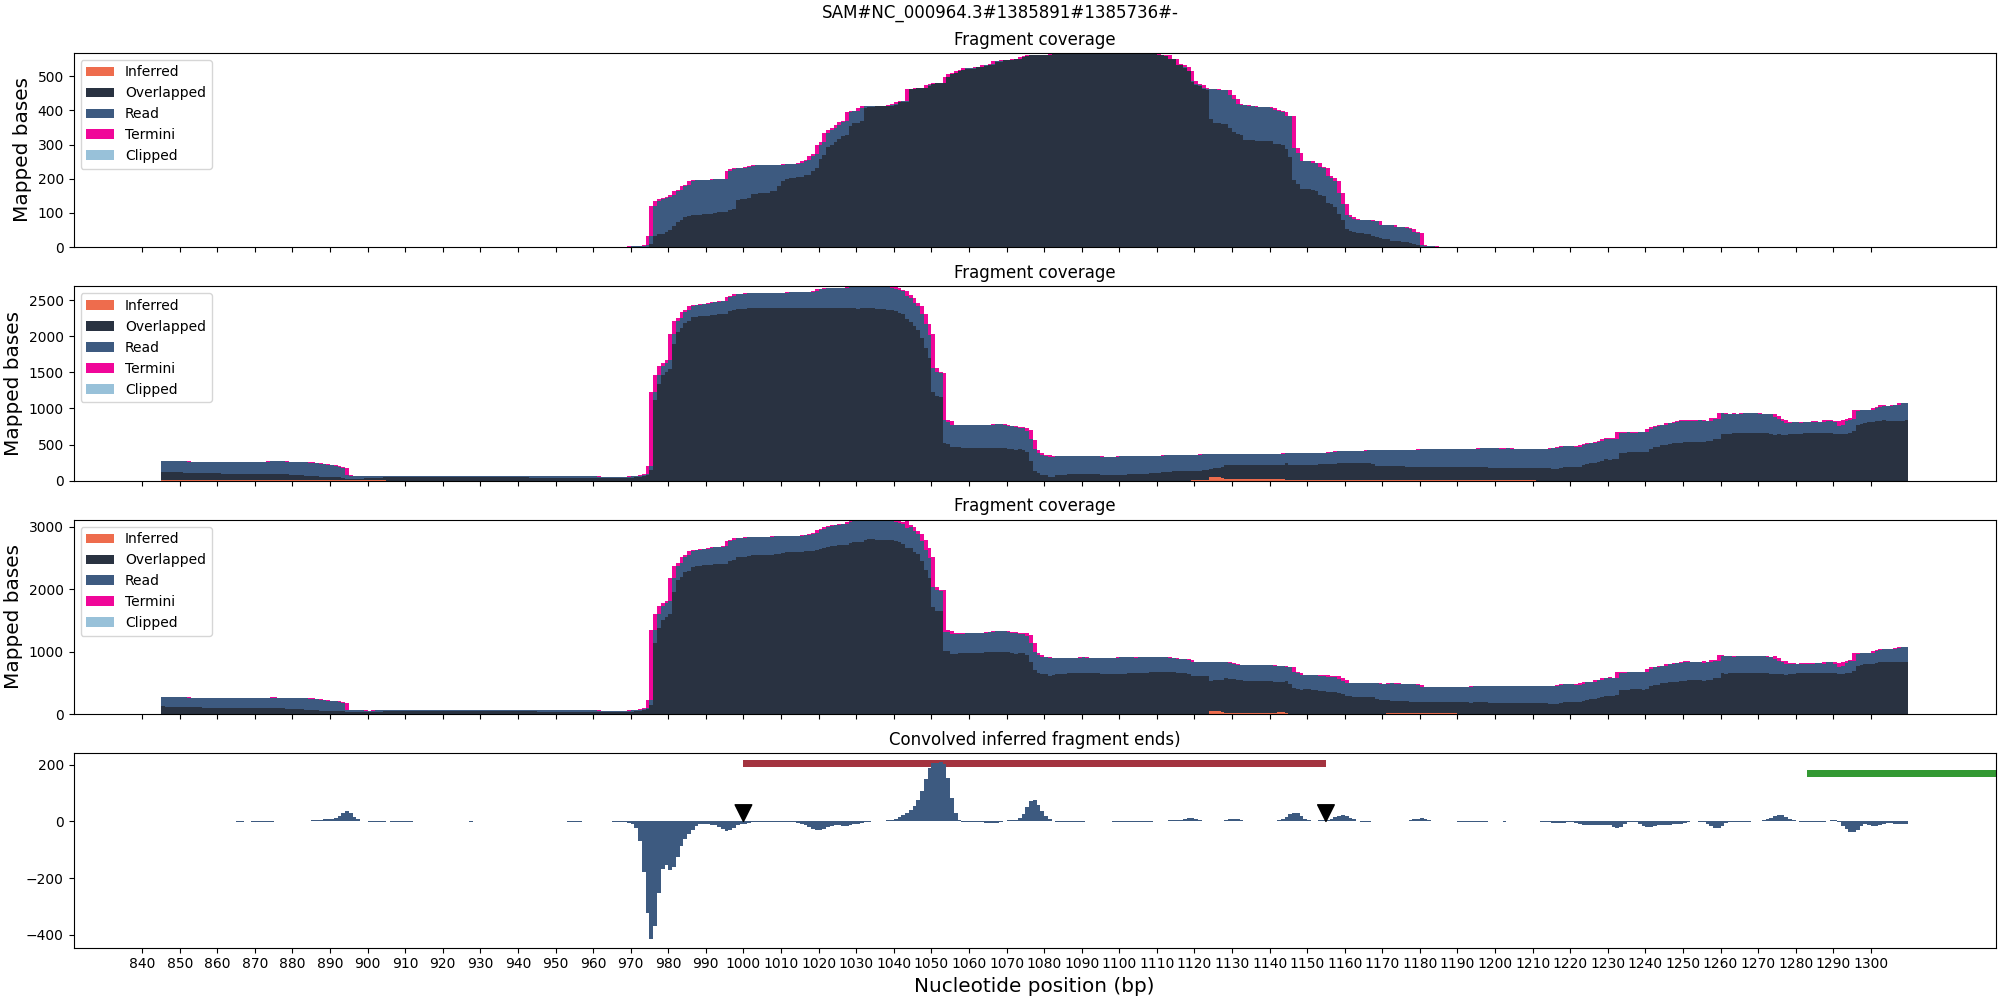 SAM#NC_000964.3#1385891#1385736#-
Fragment coverage
Mapped bases
500
400
300
200
100
0
Inferred
Overlapped
Read
Termini
Clipped
Fragment coverage
Mapped bases
2500
2000
1500
1000
500
0
Inferred
Overlapped
Read
Termini
Clipped
Fragment coverage
Mapped bases
3000
2000
1000
0
Inferred
Overlapped
Read
Termini
Clipped
Convolved inferred fragment ends)
200
0
−200
−400
840 850 860 870 880 890 900 910 920 930 940 950 960 970 980 990 1000 1010 1020 1030 1040 1050 1060 1070 1080 1090 1100 1110 1120 1130 1140 1150 1160 1170 1180 1190 1200 1210 1220 1230 1240 1250 1260 1270 1280 1290 1300
Nucleotide position (bp)